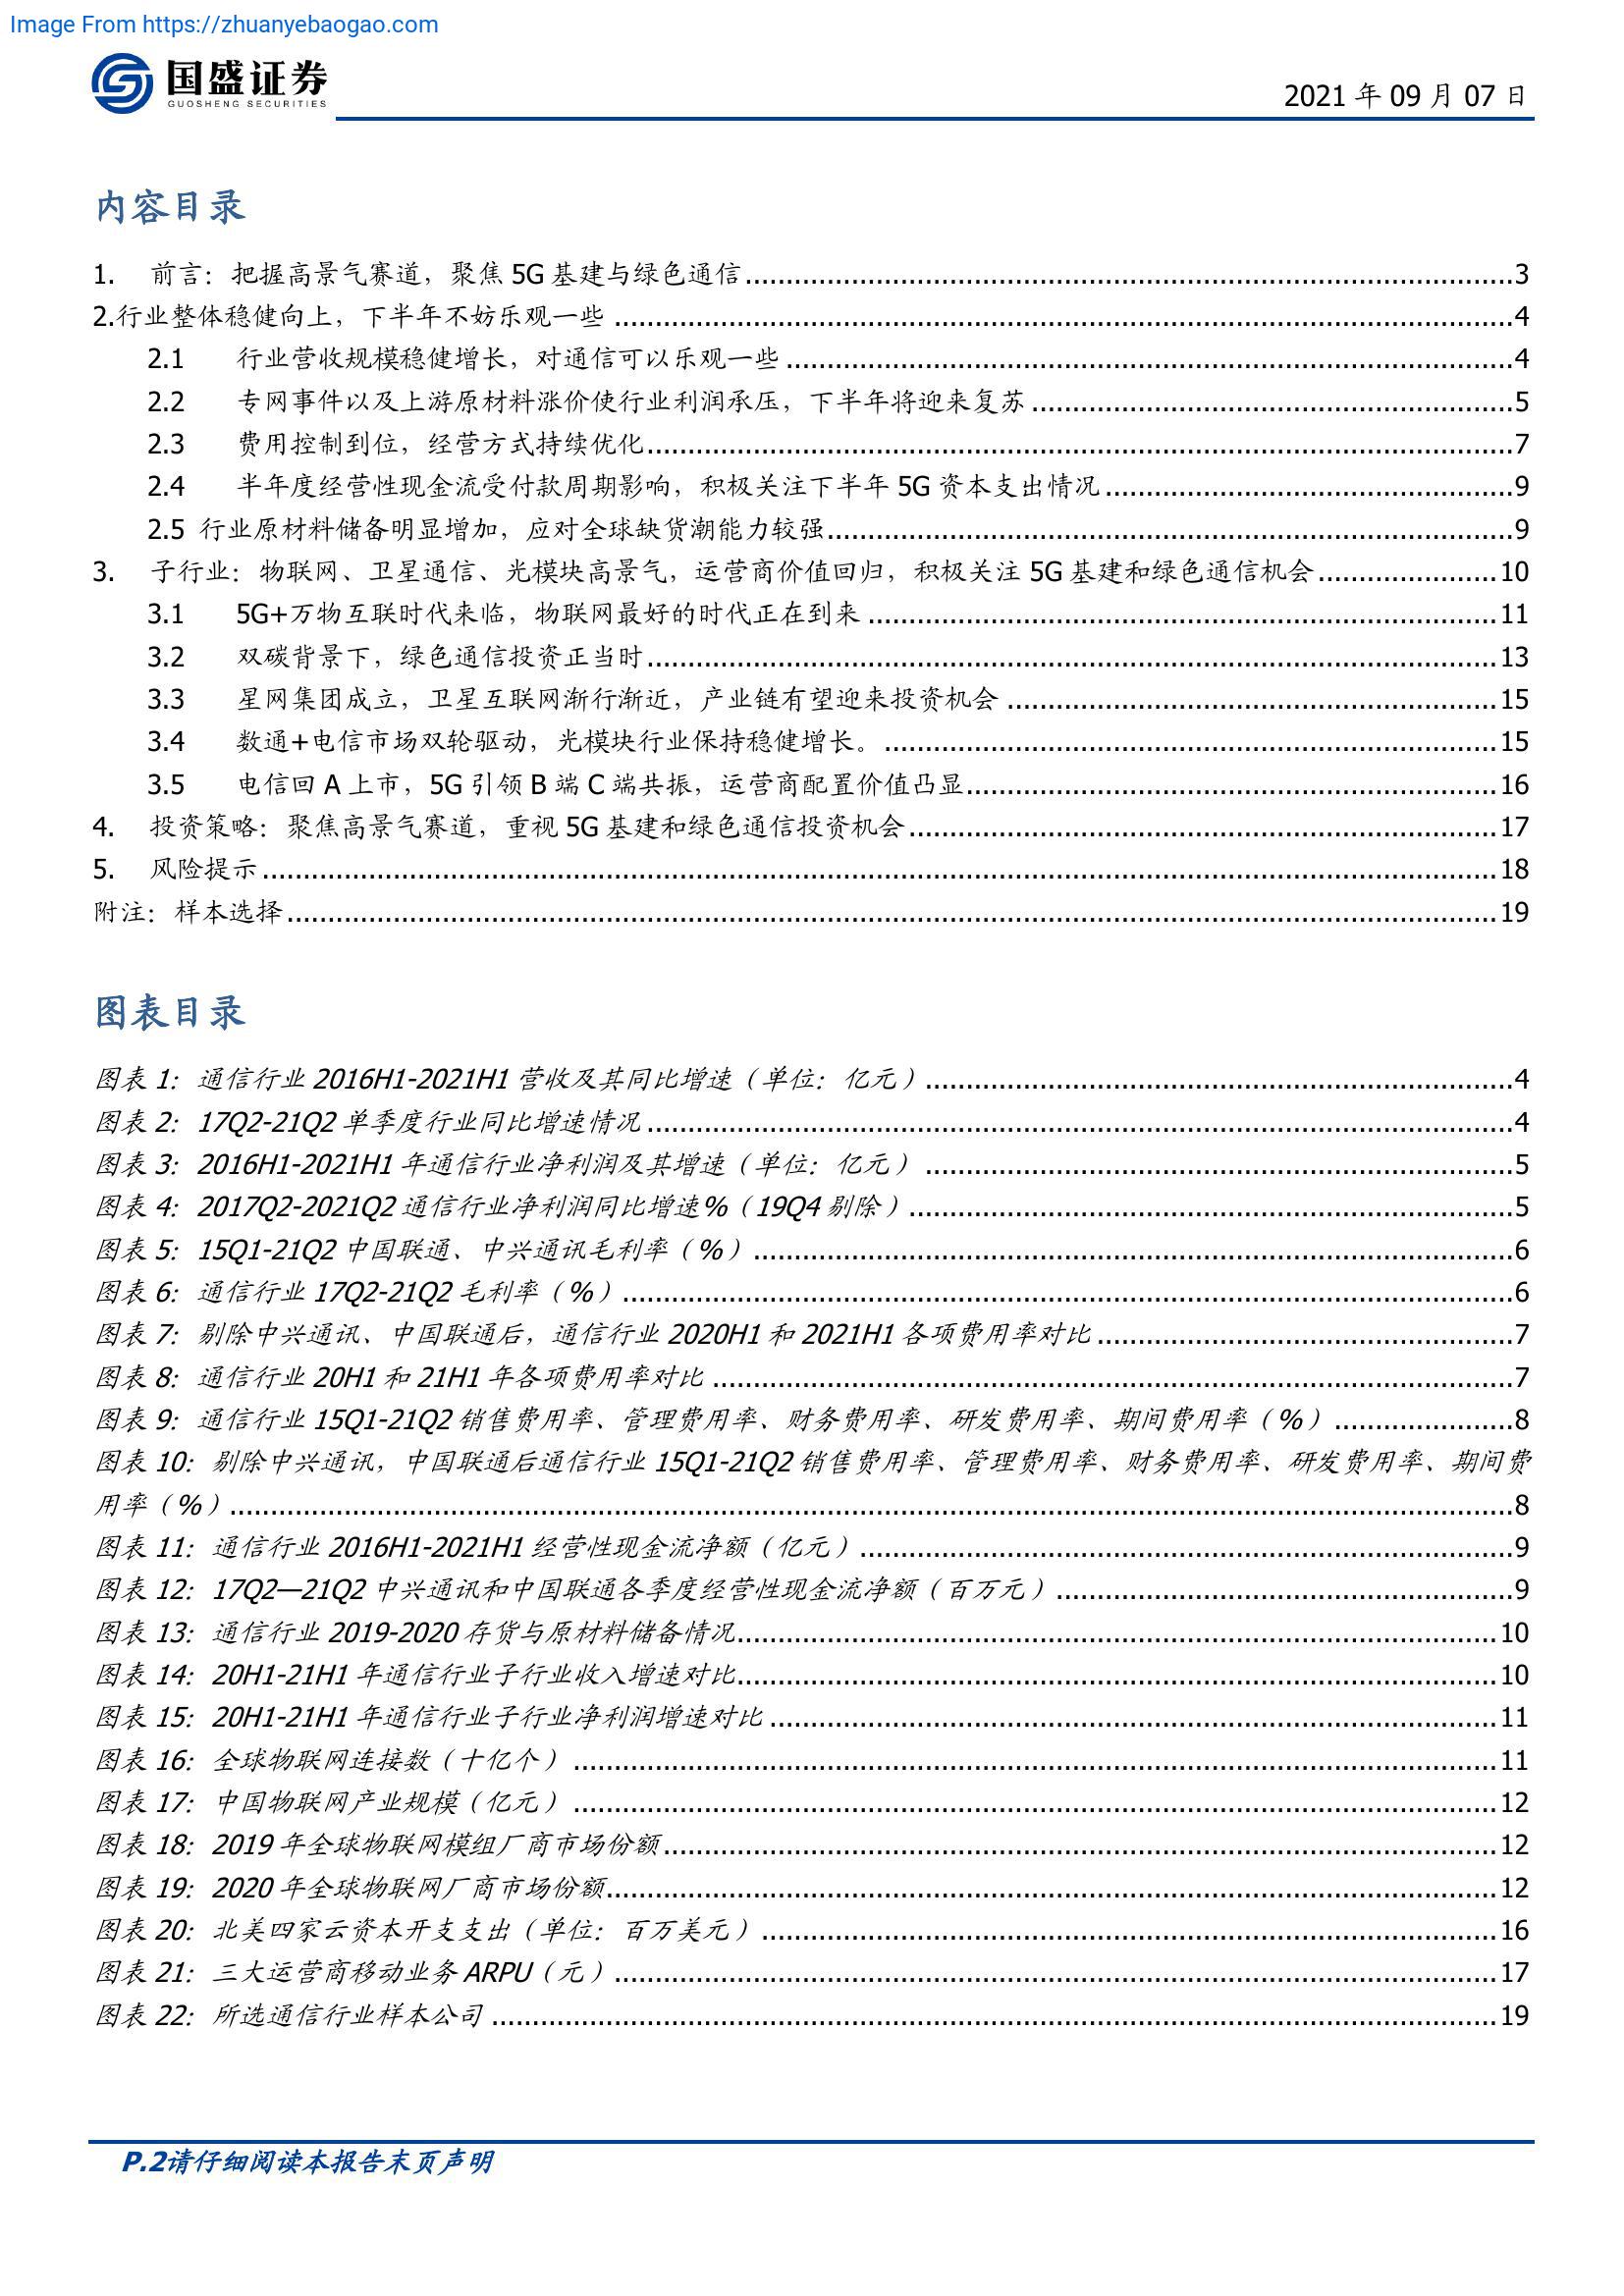 Image From https://zhuanyebaogao.com
国盛证券
GUOSHENG SECURITIES
2021 年 09 月 07 日
内容目录
1. 前言：把握高景气赛道，聚焦 5G 基建与绿色通信......3
2.行业整体稳健向上，下半年不妨乐观一些 ......4
2.1 行业营收规模稳健增长，对通信可以乐观一些 ......4
2.2 专网事件以及上游原材料涨价使行业利润承压，下半年将迎来复苏 ......5
2.3 费用控制到位，经营方式持续优化......7
2.4 半年度经营性现金流受付款周期影响，积极关注下半年 5G 资本支出情况 ......9
2.5 行业原材料储备明显增加，应对全球缺货潮能力较强......9
3. 子行业：物联网、卫星通信、光模块高景气，运营商价值回归，积极关注 5G 基建和绿色通信机会......10
3.1 5G+万物互联时代来临，物联网最好的时代正在到来 ......11
3.2 双碳背景下，绿色通信投资正当时......13
3.3 星网集团成立，卫星互联网渐行渐近，产业链有望迎来投资机会 ......15
3.4 数通+电信市场双轮驱动，光模块行业保持稳健增长。 ......15
3.5 电信回 A 上市，5G 引领 B 端 C 端共振，运营商配置价值凸显......16
4. 投资策略：聚焦高景气赛道，重视 5G 基建和绿色通信投资机会......17
5. 风险提示......18
附注：样本选择......19
图表目录
图表 1：通信行业 2016H1-2021H1 营收及其同比增速（单位：亿元）......4
图表 2：17Q2-21Q2 单季度行业同比增速情况......4
图表 3：2016H1-2021H1 年通信行业净利润及其增速（单位：亿元） ......5
图表 4：2017Q2-2021Q2 通信行业净利润同比增速%（19Q4 剔除）......5
图表 5：15Q1-21Q2 中国联通、中兴通讯毛利率（%）......6
图表 6：通信行业 17Q2-21Q2 毛利率（%）......6
图表 7：剔除中兴通讯、中国联通后，通信行业 2020H1 和 2021H1 各项费用率对比 ......7
图表 8：通信行业 20H1 和 21H1 年各项费用率对比 ......7
图表 9：通信行业 15Q1-21Q2 销售费用率、管理费用率、财务费用率、研发费用率、期间费用率（%）......8
图表 10：剔除中兴通讯，中国联通后通信行业 15Q1-21Q2 销售费用率、管理费用率、财务费用率、研发费用率、期间费
用率（%）......8
图表 11：通信行业 2016H1-2021H1 经营性现金流净额（亿元）......9
图表 12：17Q2—21Q2 中兴通讯和中国联通各季度经营性现金流净额（百万元）......9
图表 13：通信行业 2019-2020 存货与原材料储备情况......10
图表 14：20H1-21H1 年通信行业子行业收入增速对比......10
图表 15：20H1-21H1 年通信行业子行业净利润增速对比 ......11
图表 16：全球物联网连接数（十亿个） ......11
图表 17：中国物联网产业规模（亿元） ......12
图表 18：2019 年全球物联网模组厂商市场份额......12
图表 19：2020 年全球物联网厂商市场份额......12
图表 20：北美四家云资本开支支出（单位：百万美元）......16
图表 21：三大运营商移动业务 ARPU（元）......17
图表 22：所选通信行业样本公司 ......19
P.2请仔细阅读本报告末页声明